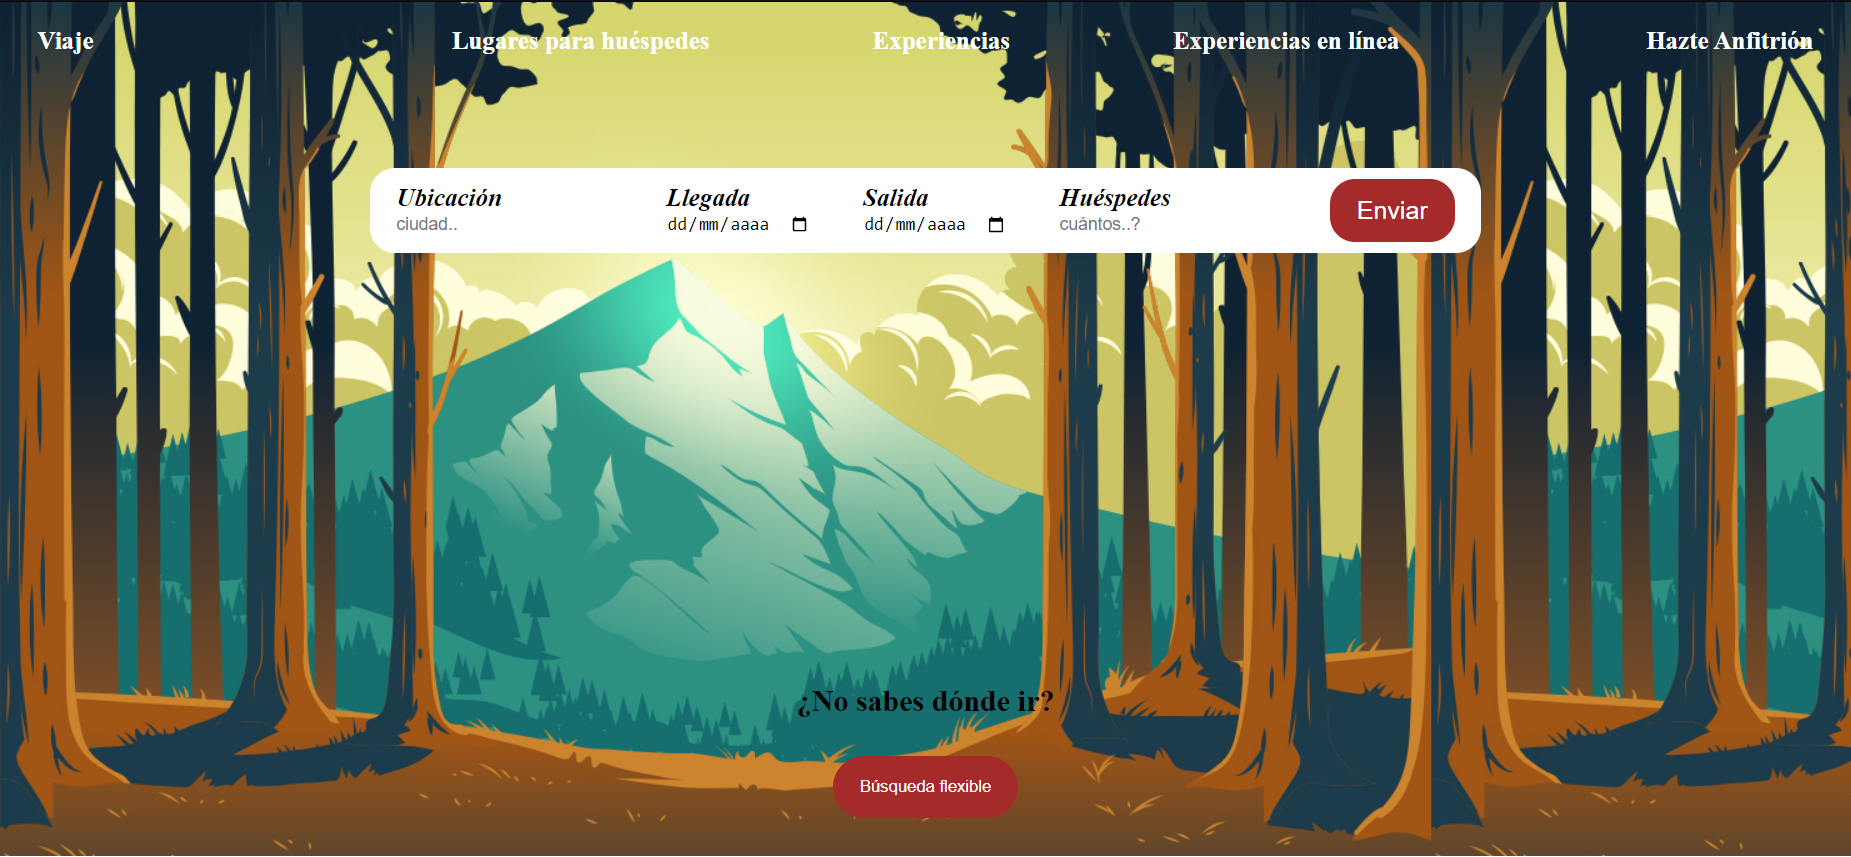 Viaje Lugares para huéspedes Experiencias Experiencias en línea Hazte Anfitrión
Ubicación Llegada Salida Huéspedes
ciudad.. dd/mm/aaaa dd/mm/aaaa cuántos..?
Enviar
¿No sabes dónde ir?
Búsqueda flexible